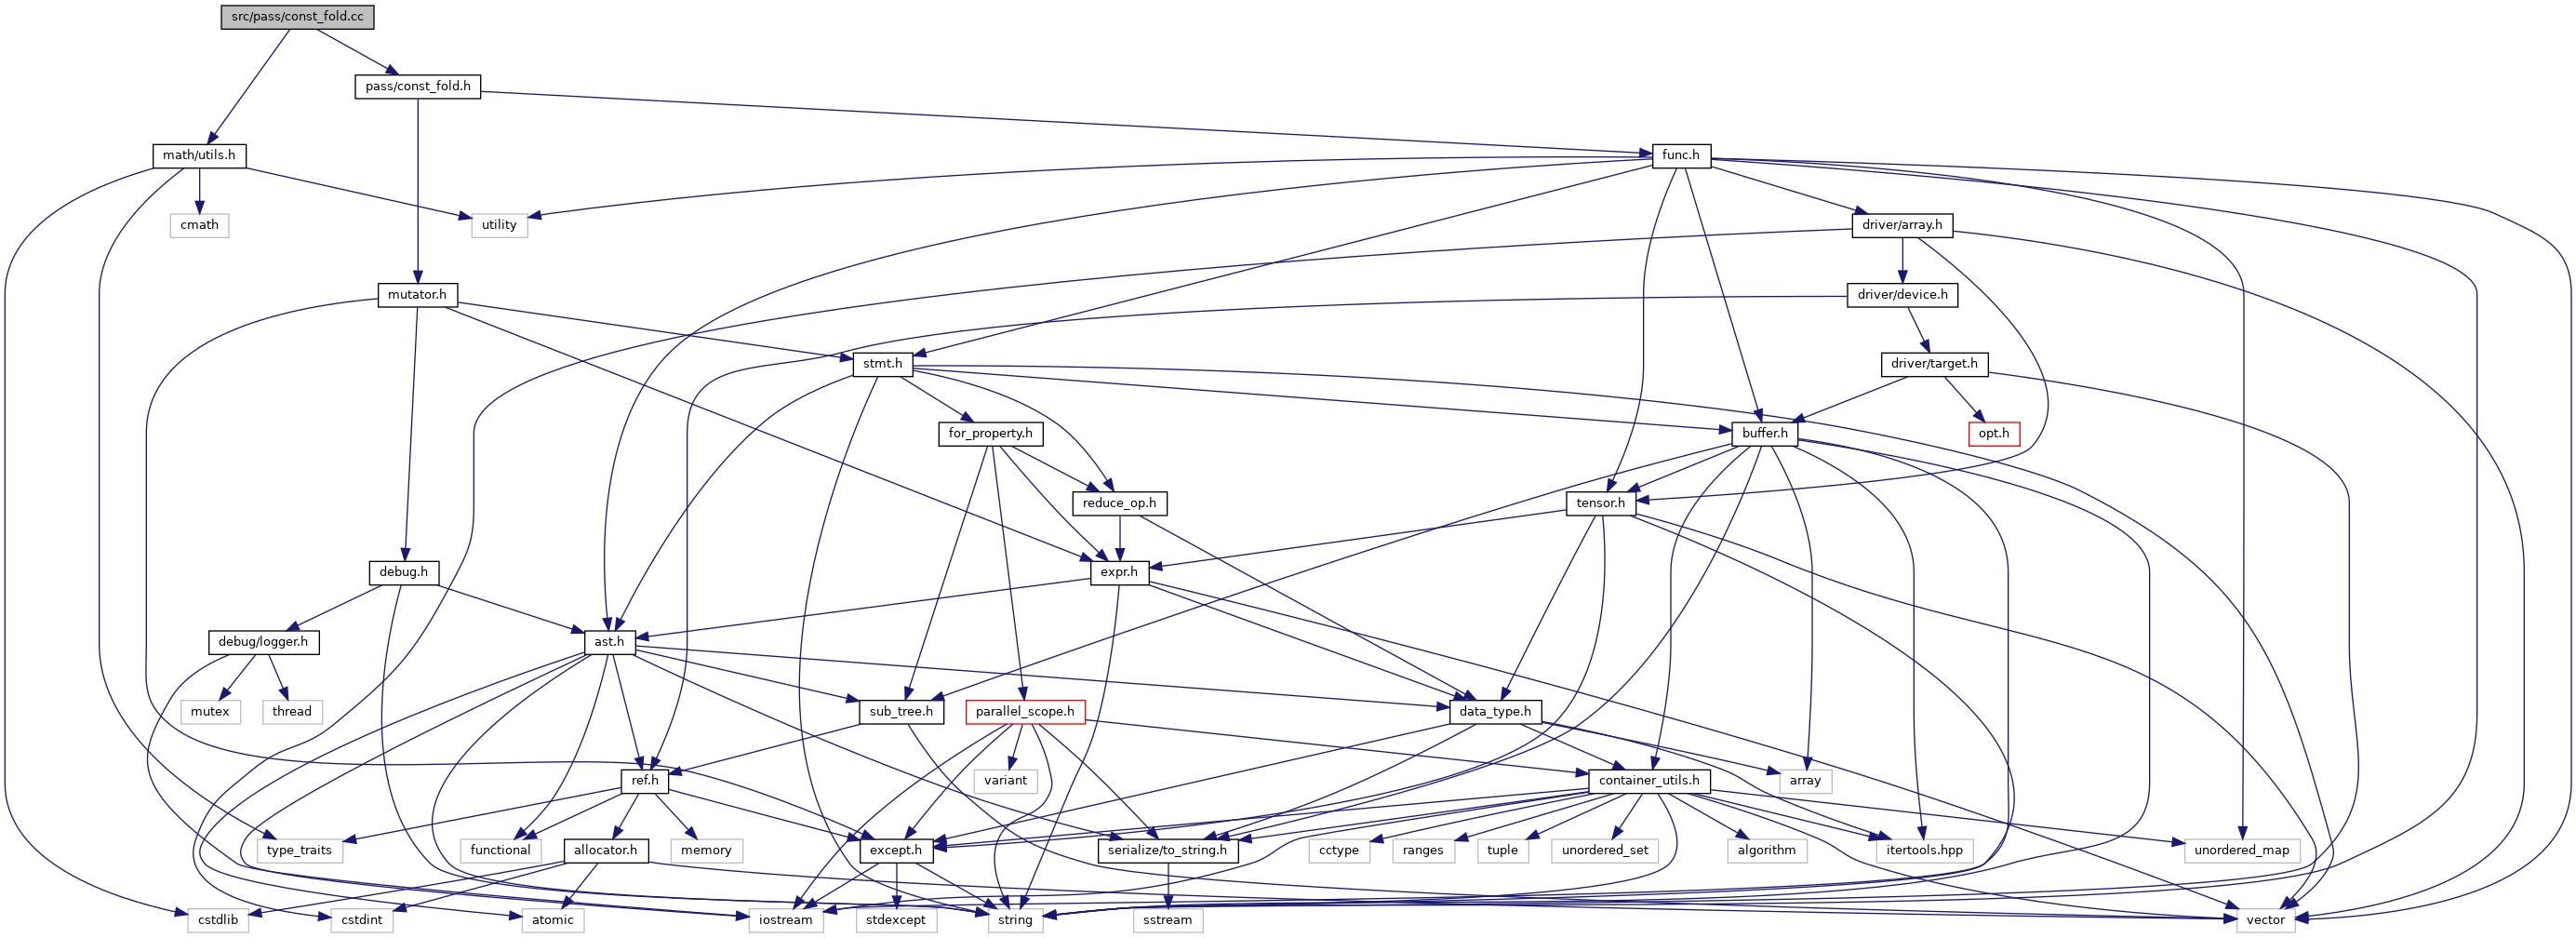 src/pass/const_fold.cc
pass/const_fold.h
math/utils.h
func.h
cmath
utility
driver/array.h
mutator.h
driver/device.h
stmt.h
driver/target.h
for_property.h
buffer.h
opt.h
reduce_op.h
tensor.h
debug.h
expr.h
debug/logger.h
ast.h
mutex
thread
sub_tree.h
parallel_scope.h
data_type.h
ref.h
variant
container_utils.h
array
type_traits
functional
allocator.h
memory
except.h
serialize/to_string.h
cctype
ranges
tuple
unordered_set
algorithm
itertools.hpp
unordered_map
cstdlib
cstdint
atomic
iostream
stdexcept
string
sstream
vector